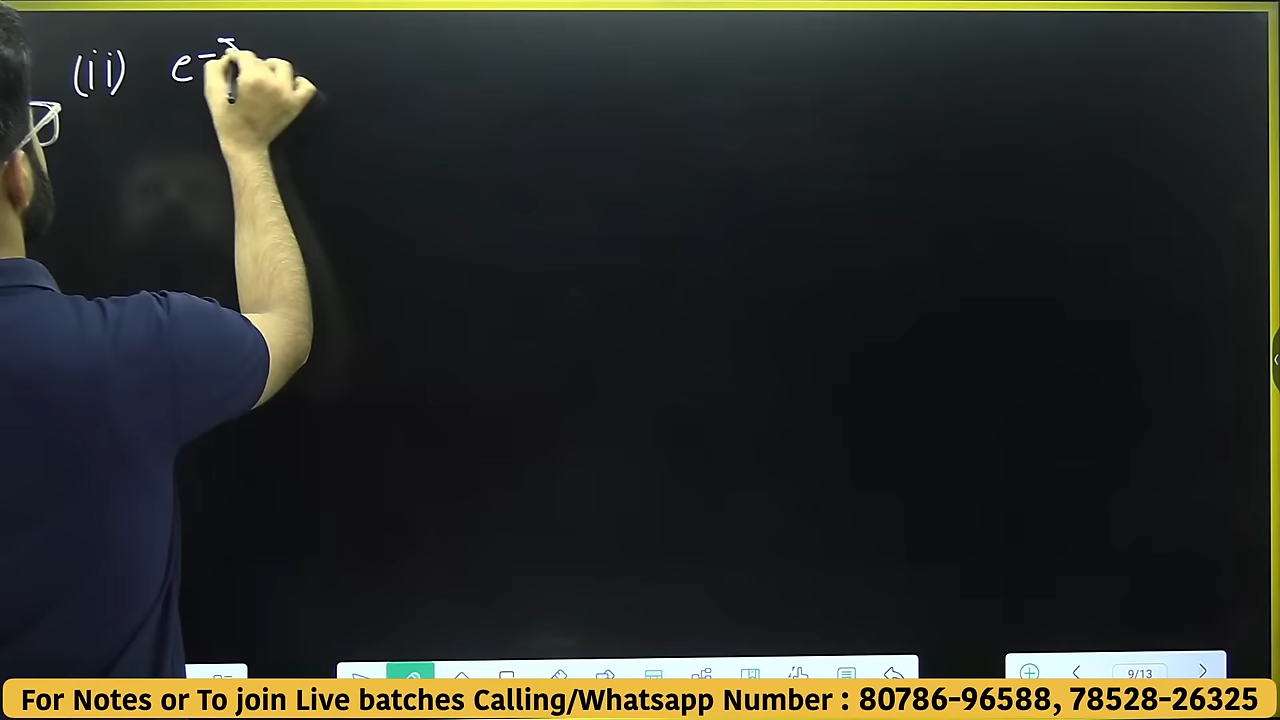 (ii) e⁻
9/13
For Notes or To join Live batches Calling/Whatsapp Number : 80786-96588, 78528-26325